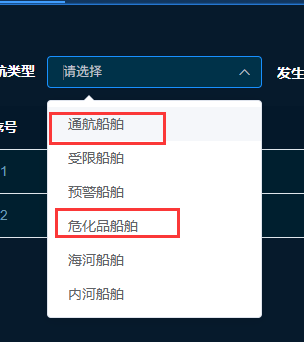 航类型 请选择 发生
序号
1
通航船舶
受限船舶
预警船舶
2
危化品船舶
海河船舶
内河船舶